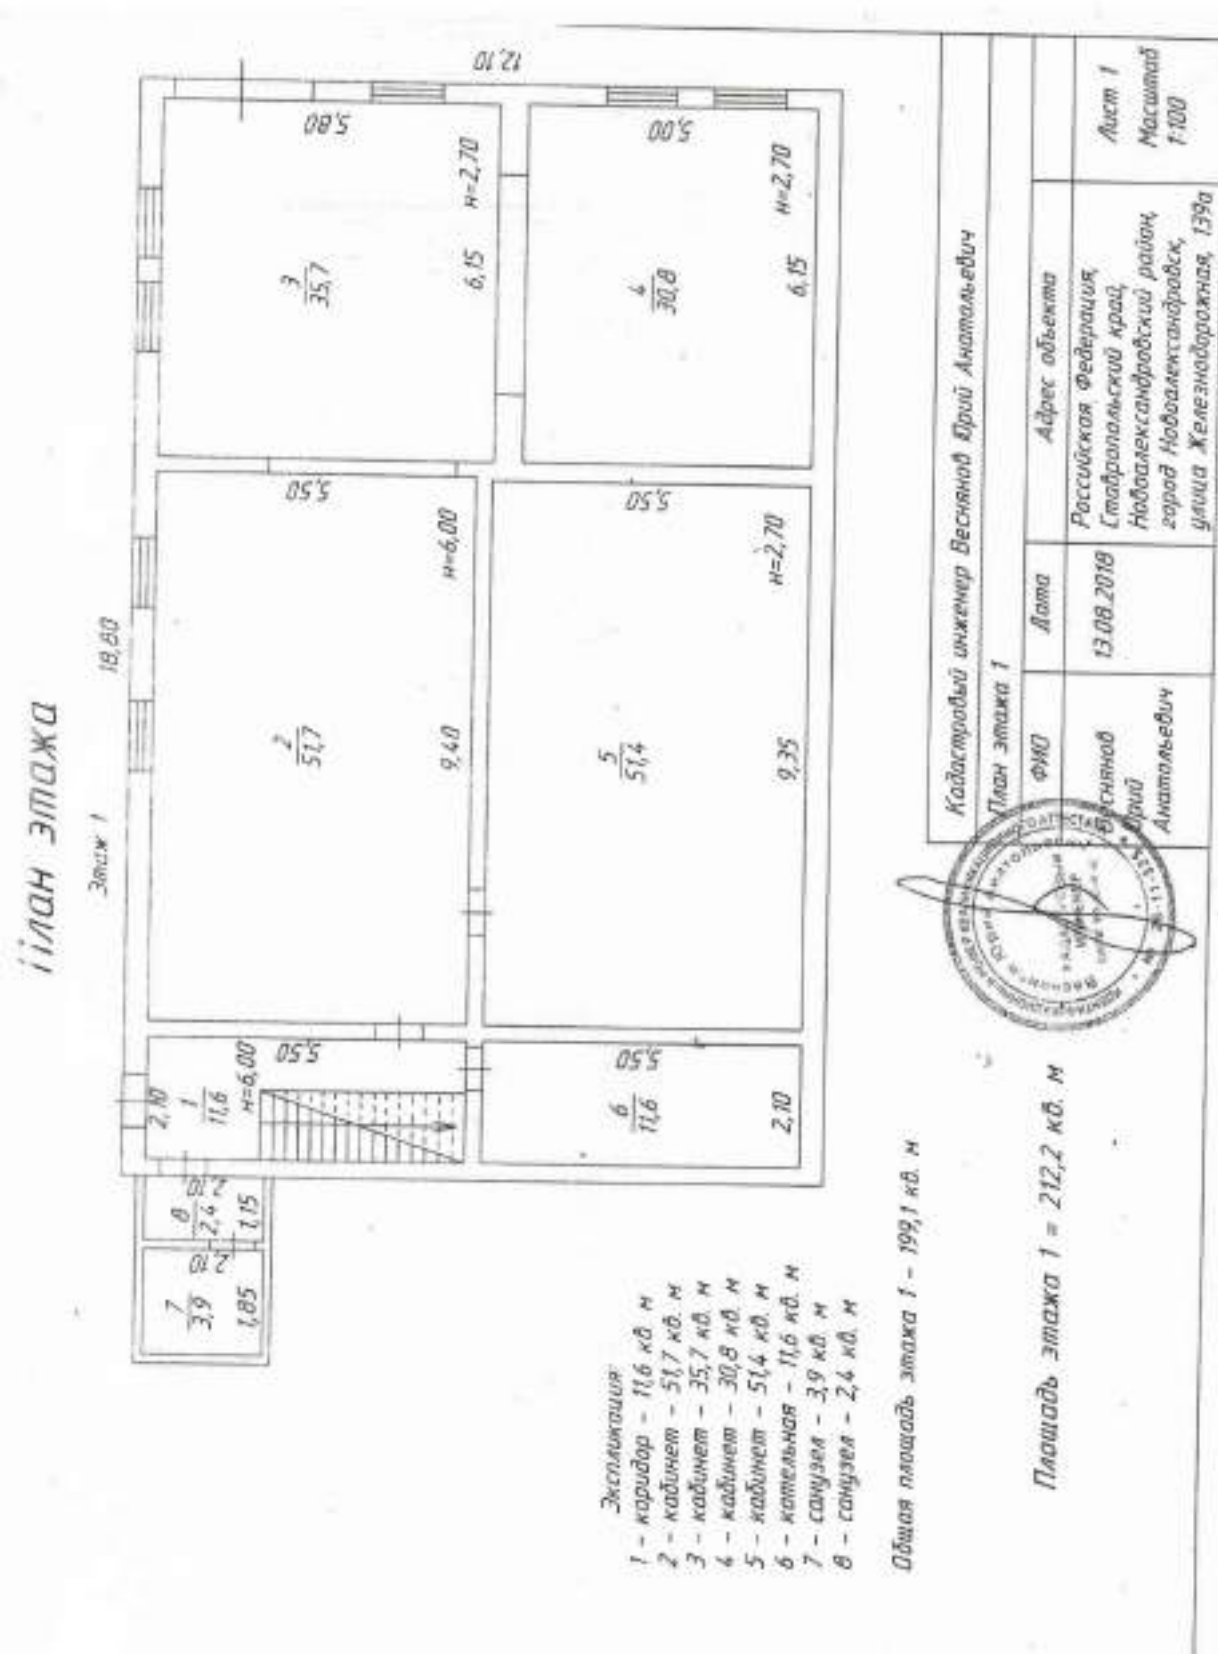 План этажа
Этаж 1
18,80
12,10
2,10
1
11,6
н=6,00
5,50
2
51,7
9,40
н=6,00
5,50
3
35,7
6,15
н=2,70
5,80
4
30,8
6,15
н=2,70
5,00
5
51,4
9,35
н=2,70
5,50
6
11,6
2,10
5,50
7
3,9
1,85
2,10
8
2,4
1,15
2,10
Экспликация:
1 - коридор - 11,6 кв. м
2 - кабинет - 51,7 кв. м
3 - кабинет - 35,7 кв. м
4 - кабинет - 30,8 кв. м
5 - кабинет - 51,4 кв. м
6 - котельная - 11,6 кв. м
7 - санузел - 3,9 кв. м
8 - санузел - 2,4 кв. м
Общая площадь этажа 1 - 199,1 кв. м
Площадь этажа 1 = 212,2 кв. м
Кадастровый инженер Веснянов Юрий Анатольевич
План этажа 1
ФИО
Дата
Адрес объекта
Веснянов
Юрий
Анатольевич
13.08.2018
Российская Федерация,
Ставропольский край,
Новоалександровский район,
город Новоалександровск,
улица Железнодорожная, 139а
Лист 1
Масштаб
1:100
КАДАСТРОВЫЙ
ИНЖЕНЕР